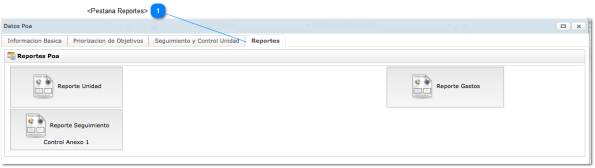 <Pestana Reportes>
1
Datos Poa
Informacion Basica
Priorizacion de Objetivos
Seguimiento y Control Unidad
Reportes
Reportes Poa
Reporte Unidad
Reporte Gastos
Reporte Seguimiento
Control Anexo 1